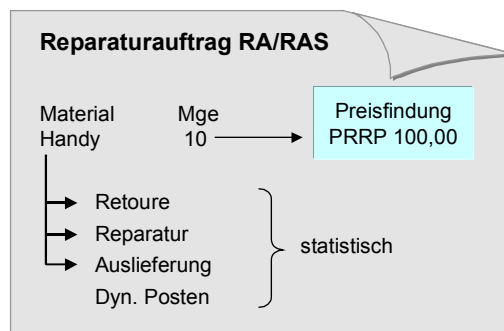 Reparaturauftrag RA/RAS
Material Mge Preisfindung
Handy 10 PRRP 100,00
Retoure
Reparatur
Auslieferung
Dyn. Posten
statistisch